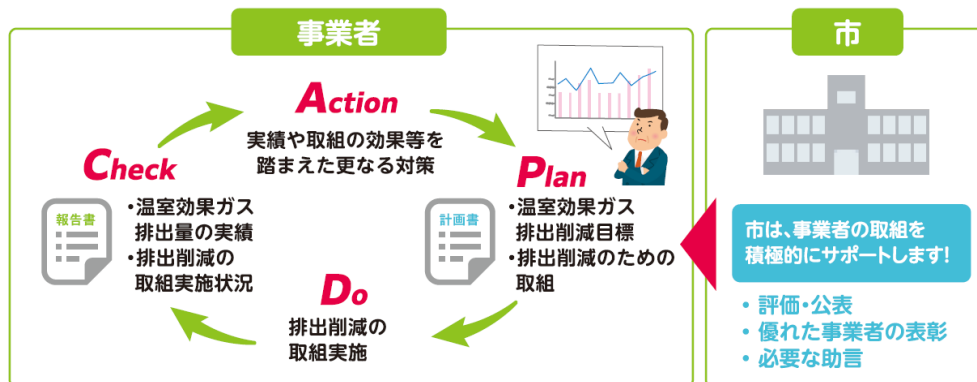 事業者
Action
実績や取組の効果等を
踏まえた更なる対策
Plan
計画書
・温室効果ガス
排出削減目標
・排出削減のための
取組
Do
排出削減の
取組実施
Check
報告書
・温室効果ガス
排出量の実績
・排出削減の
取組実施状況
市
市は、事業者の取組を
積極的にサポートします!
・評価・公表
・優れた事業者の表彰
・必要な助言